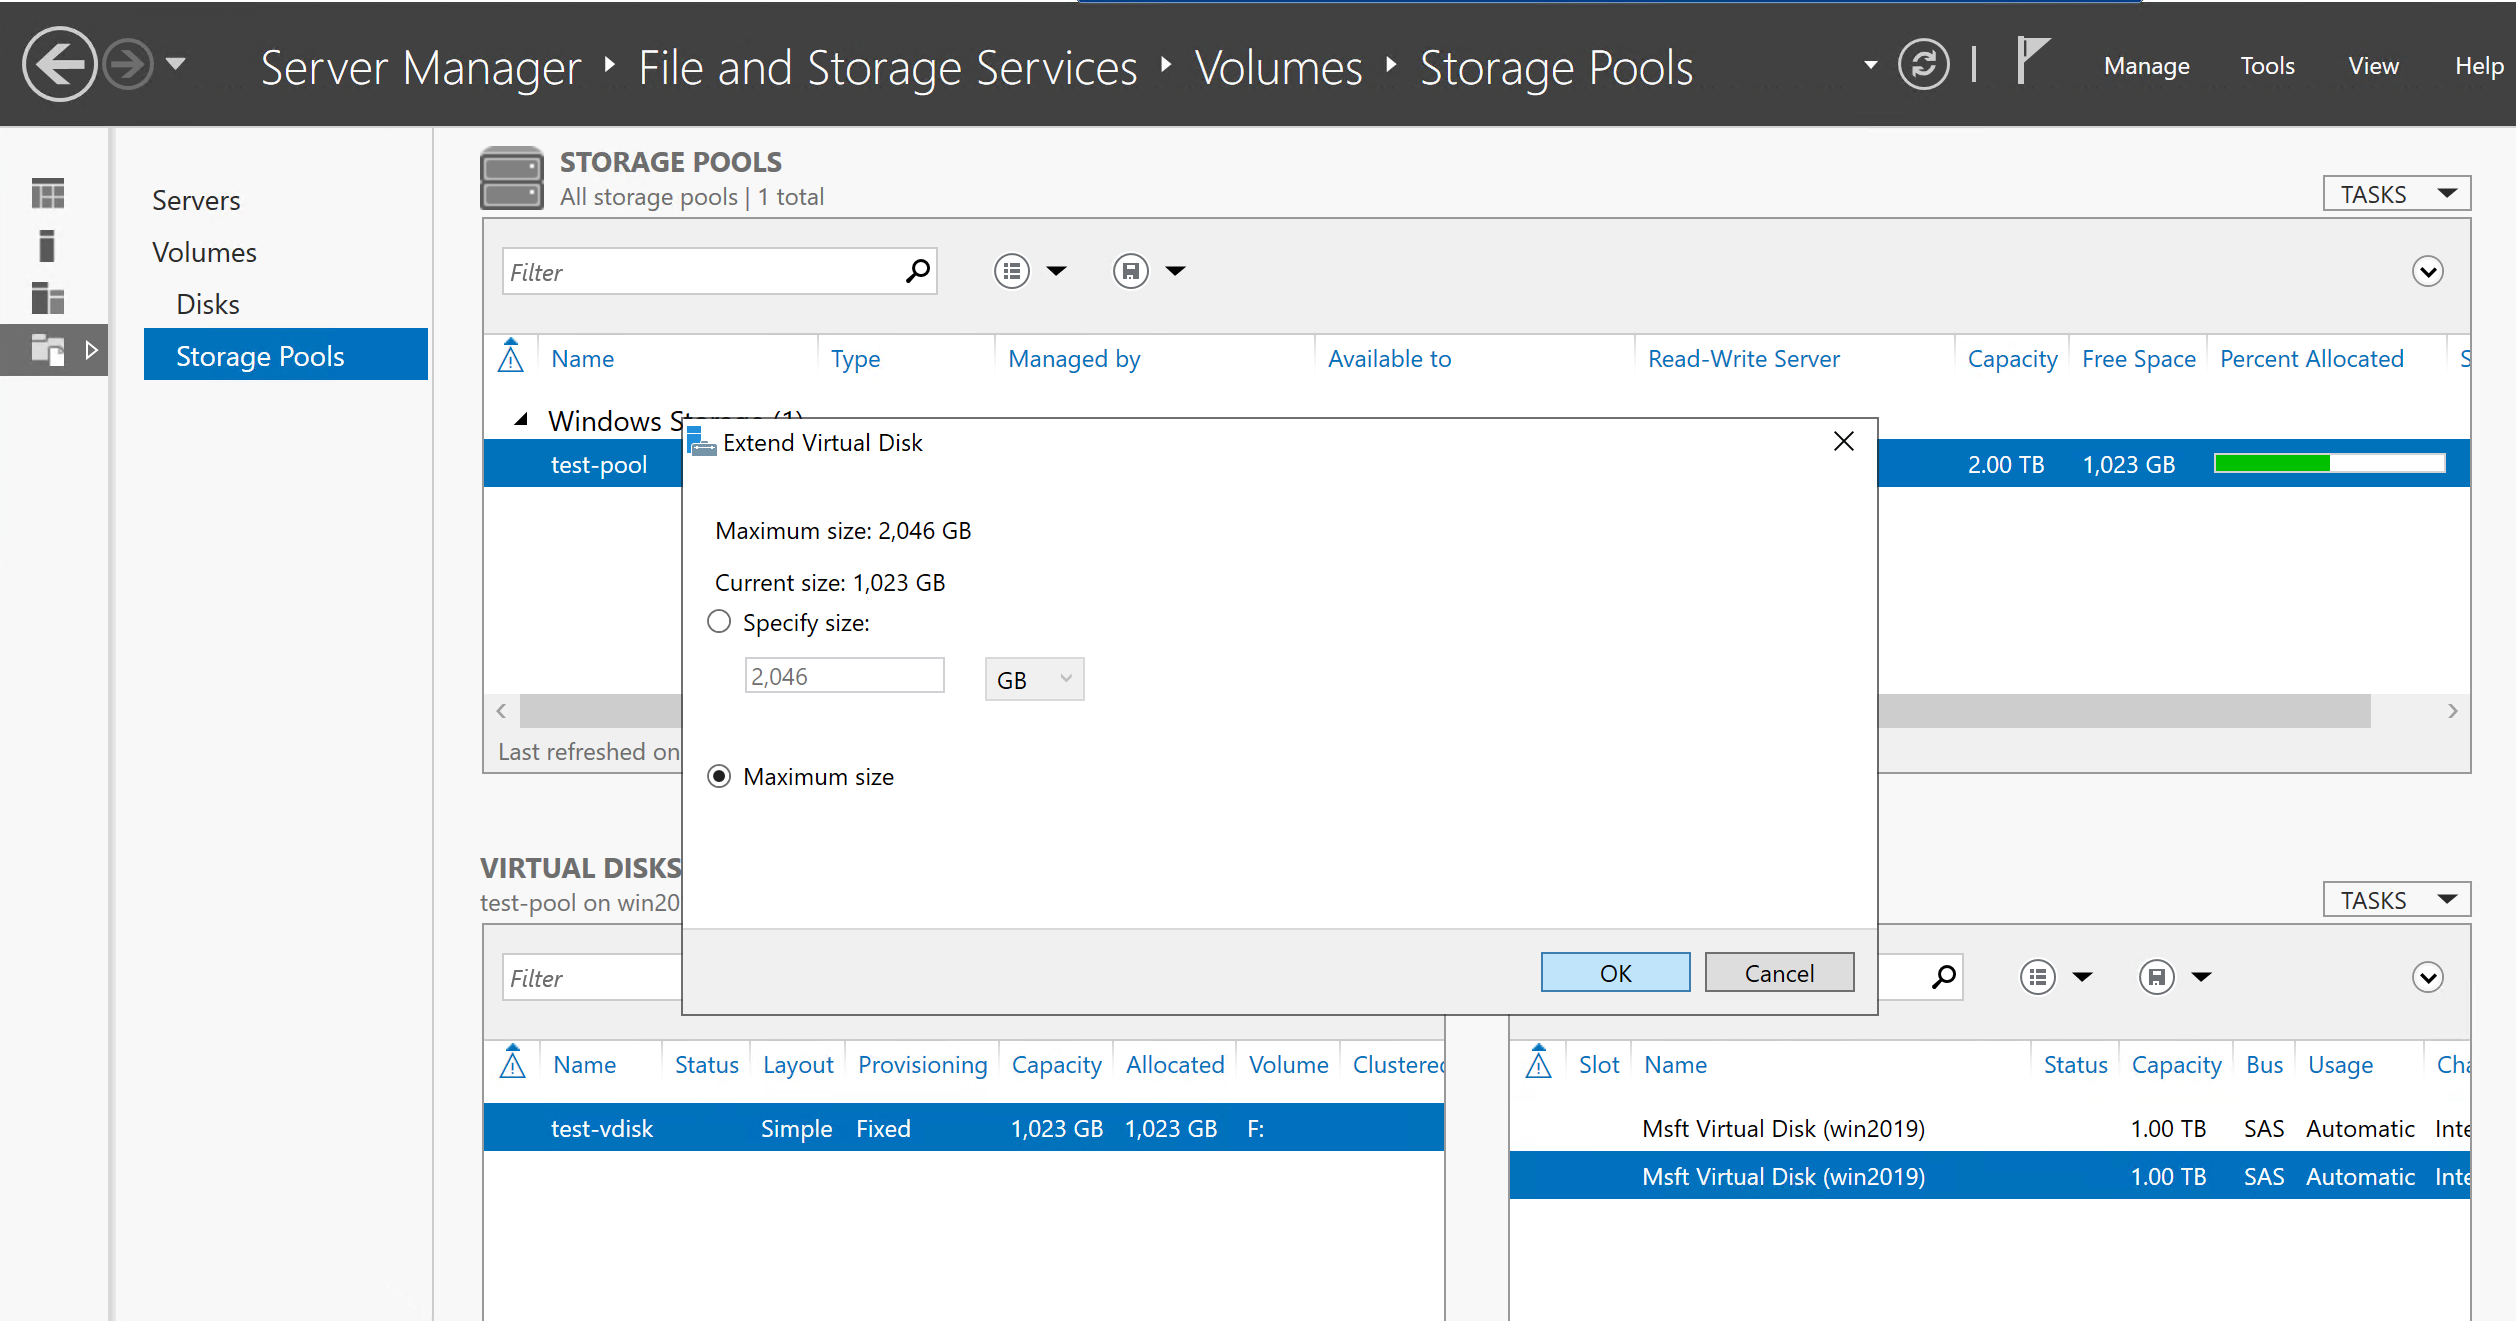 Server Manager ‣ File and Storage Services ‣ Volumes ‣ Storage Pools
Manage Tools View Help
Servers
Volumes
Disks
Storage Pools
STORAGE POOLS
All storage pools | 1 total
TASKS
Filter
Name Type Managed by Available to Read-Write Server Capacity Free Space Percent Allocated S
Windows Storage (1)
test-pool 2.00 TB 1,023 GB
Last refreshed on
Extend Virtual Disk
Maximum size: 2,046 GB
Current size: 1,023 GB
Specify size:
2,046 GB
Maximum size
OK Cancel
VIRTUAL DISKS
test-pool on win20
TASKS
Filter
Name Status Layout Provisioning Capacity Allocated Volume Clustered
test-vdisk Simple Fixed 1,023 GB 1,023 GB F:
Slot Name Status Capacity Bus Usage Cha
Msft Virtual Disk (win2019) 1.00 TB SAS Automatic Inte
Msft Virtual Disk (win2019) 1.00 TB SAS Automatic Inte